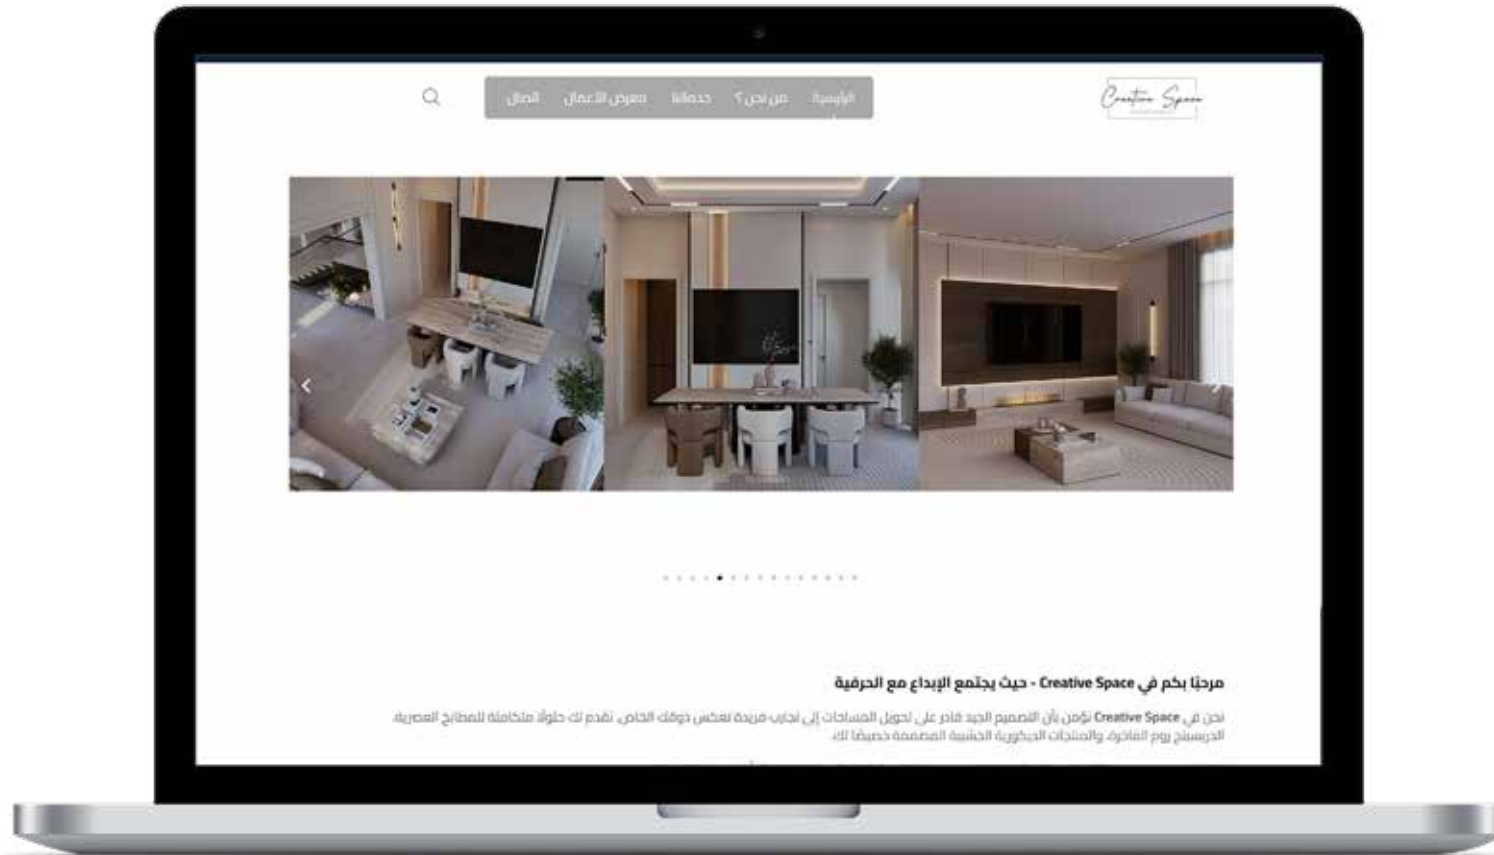 Creative Space
الرئيسية من نحن ؟ خدماتنا معرض الأعمال اتصال
مرحبًا بكم في Creative Space - حيث يجتمع الإبداع مع الحرفية
نحن في Creative Space نؤمن بأن التصميم الجيد قادر على تحويل المساحات إلى تجارب فريدة تعكس ذوقك الخاص. نقدم لك حلولًا متكاملة للمطابخ العصرية،
الدريسينج روم الفاخرة، والمنتجات الديكورية الخشبية المصممة خصيصًا لك.